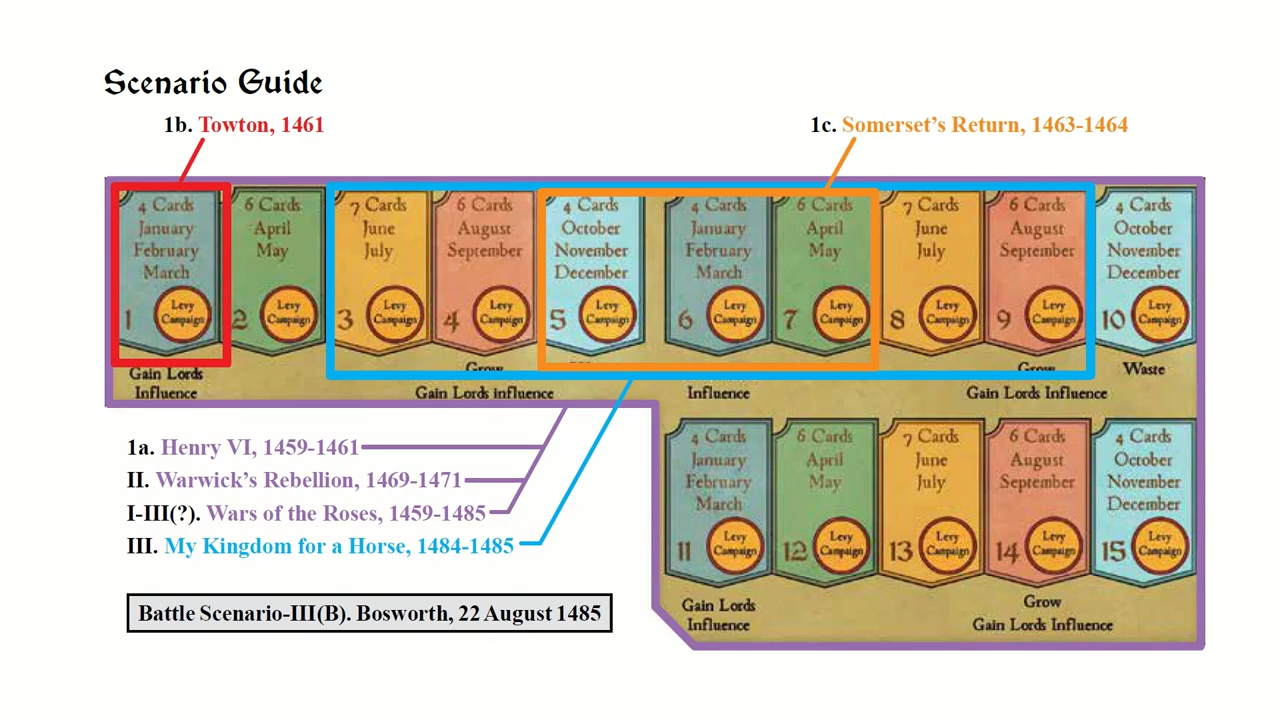 Scenario Guide
1b. Towton, 1461
1c. Somerset's Return, 1463-1464
4 Cards
January
February
March
1 Levy
Campaign
6 Cards
April
May
2 Levy
Campaign
7 Cards
June
July
3 Levy
Campaign
6 Cards
August
September
4 Levy
Campaign
4 Cards
October
November
December
5 Levy
Campaign
4 Cards
January
February
March
6 Levy
Campaign
6 Cards
April
May
7 Levy
Campaign
7 Cards
June
July
8 Levy
Campaign
6 Cards
August
September
9 Levy
Campaign
4 Cards
October
November
December
10 Levy
Campaign
Gain Lords
Influence
Grow
Gain Lords influence
Influence
Grow
Gain Lords Influence
Waste
1a. Henry VI, 1459-1461
II. Warwick's Rebellion, 1469-1471
I-III(?). Wars of the Roses, 1459-1485
III. My Kingdom for a Horse, 1484-1485
Battle Scenario-III(B). Bosworth, 22 August 1485
4 Cards
January
February
March
11 Levy
Campaign
6 Cards
April
May
12 Levy
Campaign
7 Cards
June
July
13 Levy
Campaign
6 Cards
August
September
14 Levy
Campaign
4 Cards
October
November
December
15 Levy
Campaign
Gain Lords
Influence
Grow
Gain Lords Influence